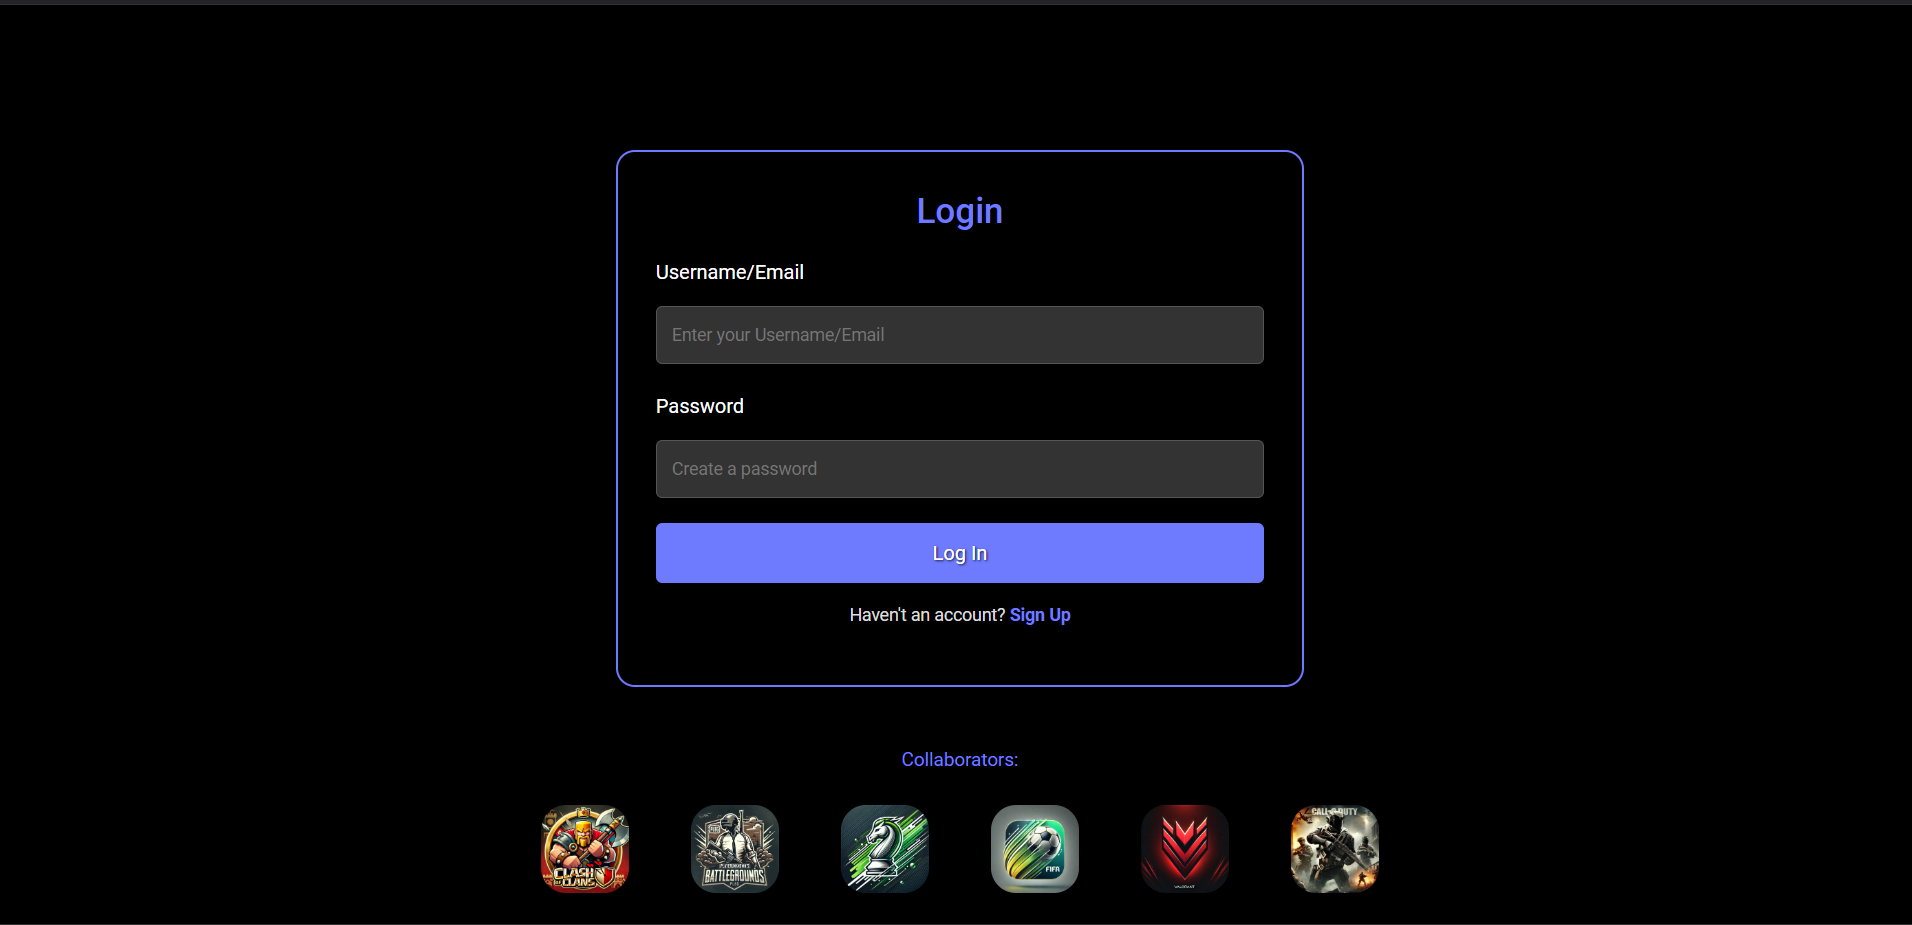 Login
Username/Email
Enter your Username/Email
Password
Create a password
Log In
Haven't an account? Sign Up
Collaborators:
CLASH
OF CLANS
BATTLEGROUNDS
FIFA
VALORANT
CALL OF DUTY